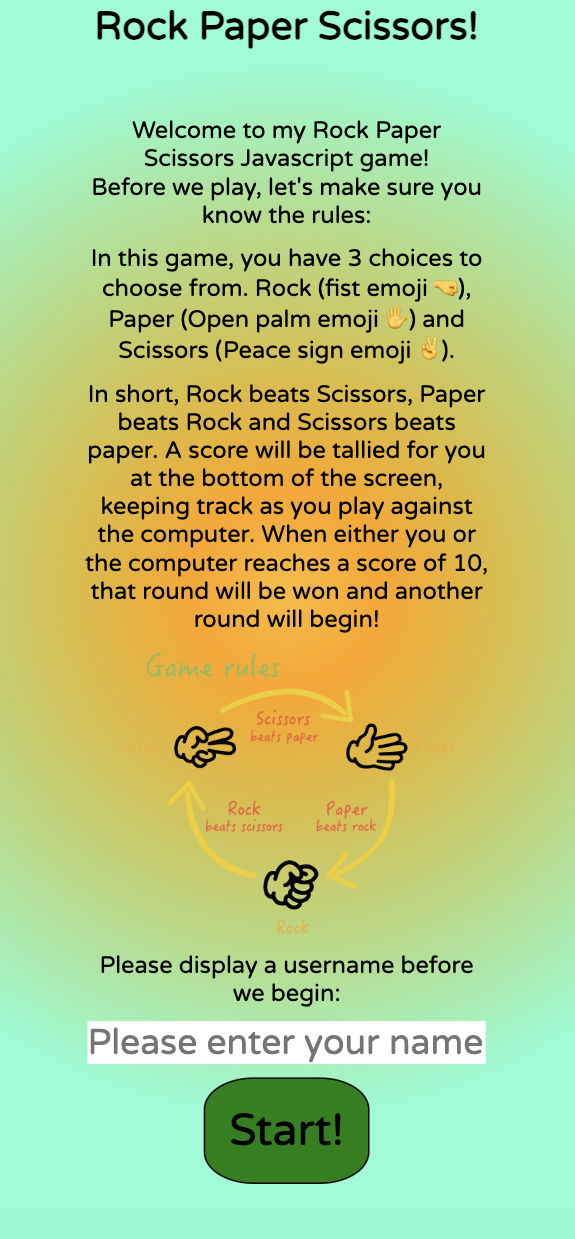 Rock Paper Scissors!
Welcome to my Rock Paper
Scissors Javascript game!
Before we play, let's make sure you
know the rules:
In this game, you have 3 choices to
choose from. Rock (fist emoji 🤜),
Paper (Open palm emoji ✋) and
Scissors (Peace sign emoji ✌️).
In short, Rock beats Scissors, Paper
beats Rock and Scissors beats
paper. A score will be tallied for you
at the bottom of the screen,
keeping track as you play against
the computer. When either you or
the computer reaches a score of 10,
that round will be won and another
round will begin!
Game rules
Scissors
beats paper
Scissor
Paper
Rock
beats scissors
Paper
beats rock
Rock
Please display a username before
we begin:
Please enter your name
Start!